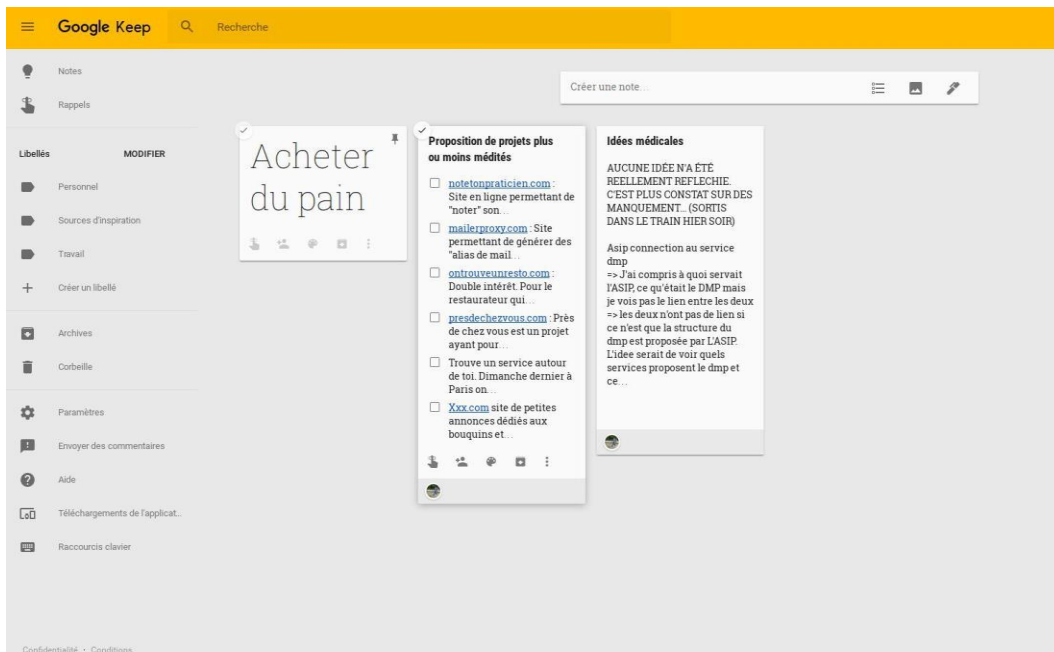 Google Keep
Recherche
Notes
Rappels
Libellés
MODIFIER
Personnel
Sources d'inspiration
Travail
Créer un libellé
Archives
Corbeille
Paramètres
Envoyer des commentaires
Aide
Téléchargements de l'applicat...
Raccourcis clavier
Confidentialité · Conditions
Créer une note...
Acheter
du pain
Proposition de projets plus
ou moins médités
notetonpraticien.com :
Site en ligne permettant de
"noter" son...
mailerproxy.com : Site
permettant de générer des
"alias de mail...
ontrouveunresto.com :
Double intérêt. Pour le
restaurateur qui...
presdechezvous.com : Près
de chez vous est un projet
ayant pour...
Trouve un service autour
de toi. Dimanche dernier à
Paris on...
Xxx.com site de petites
annonces dédiés aux
bouquins et...
Idées médicales
AUCUNE IDÉE N'A ÉTÉ
REELLEMENT REFLECHIE.
C'EST PLUS CONSTAT SUR DES
MANQUEMENT... (SORTIS
DANS LE TRAIN HIER SOIR)
Asip connection au service
dmp
=> J'ai compris à quoi servait
l'ASIP, ce qu'était le DMP mais
je vois pas le lien entre les deux
=> les deux n'ont pas de lien si
ce n'est que la structure du
dmp est proposée par L'ASIP.
L'idee serait de voir quels
services proposent le dmp et
ce...